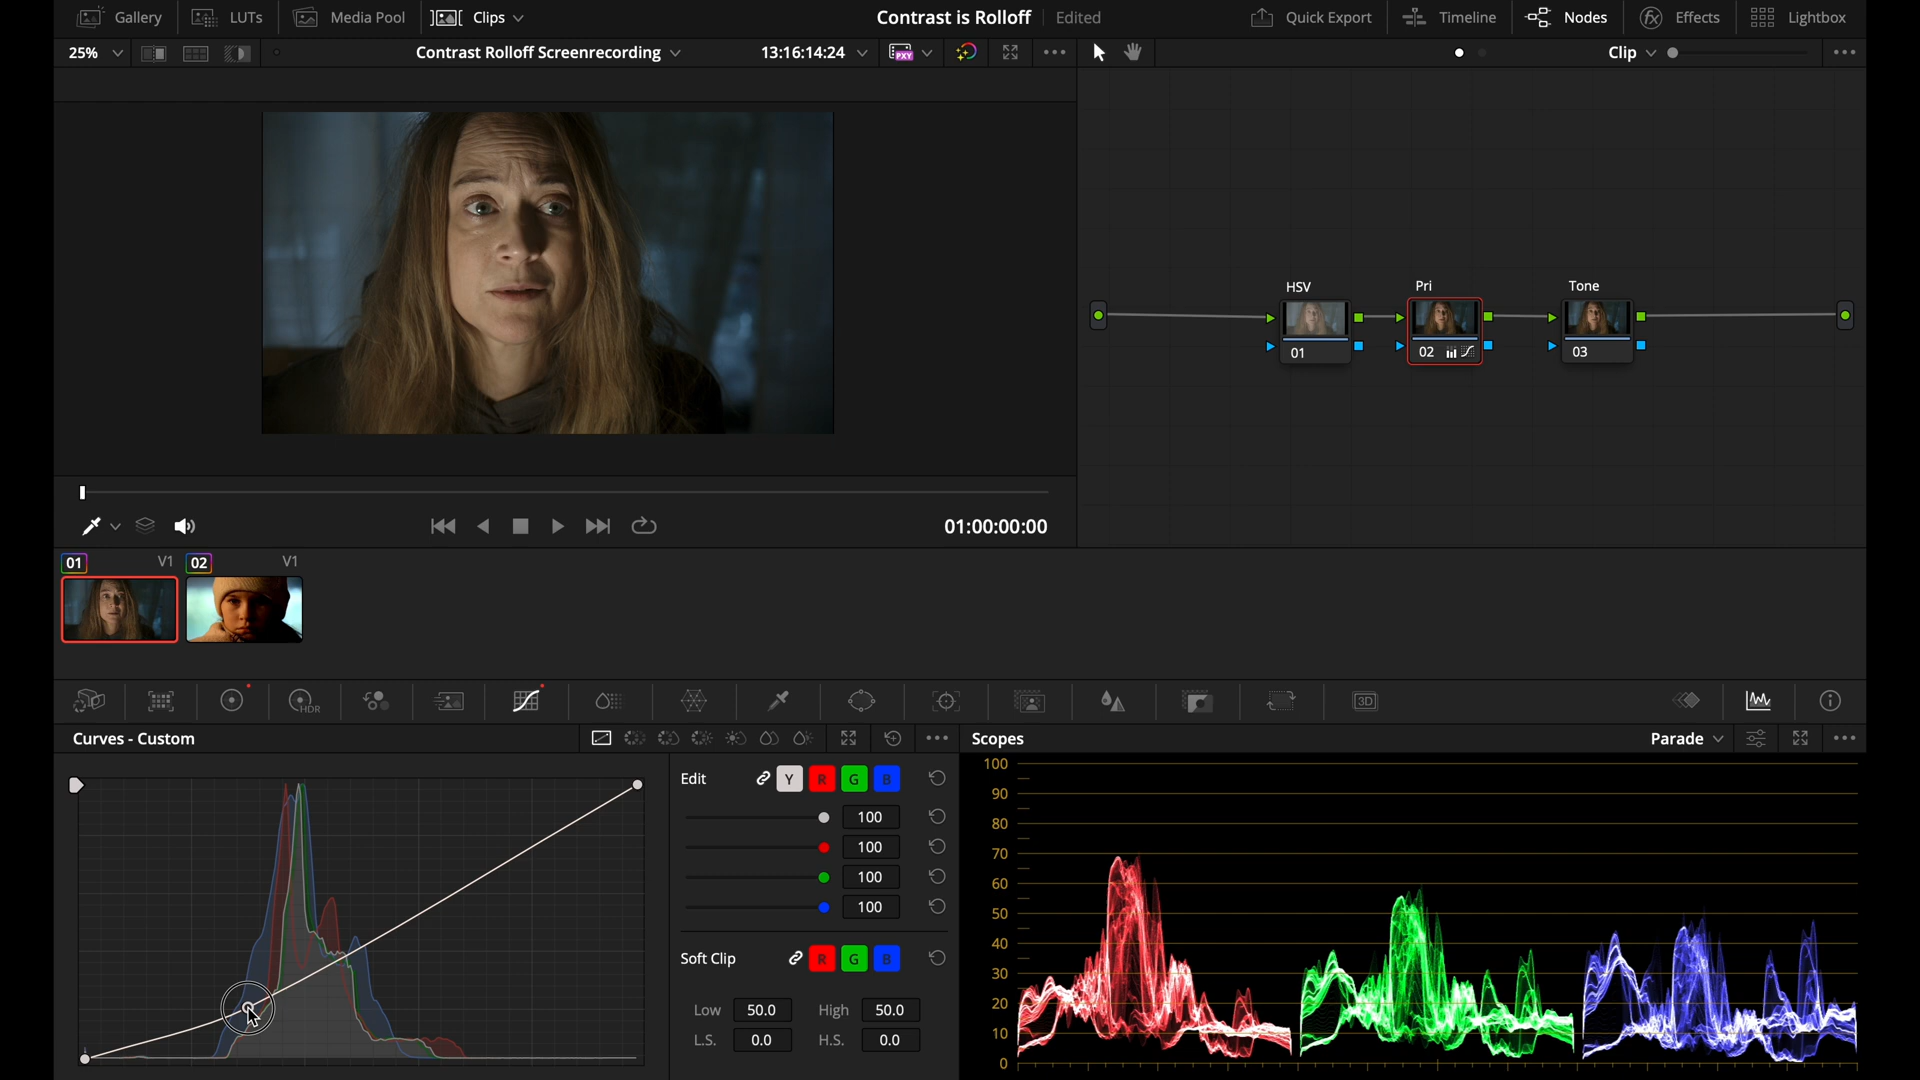 Gallery LUTs Media Pool Clips Contrast is Rolloff Edited Quick Export Timeline Nodes Effects Lightbox
25% Contrast Rolloff Screenrecording 13:16:14:24 PXY Clip
HSV Pri Tone
01 02 03
01:00:00:00
01 V1 02 V1
HDR 3D
Curves - Custom Scopes Parade
Edit Y R G B
100
100
100
100
Soft Clip R G B
Low 50.0 High 50.0
L.S. 0.0 H.S. 0.0
100
90
80
70
60
50
40
30
20
10
0